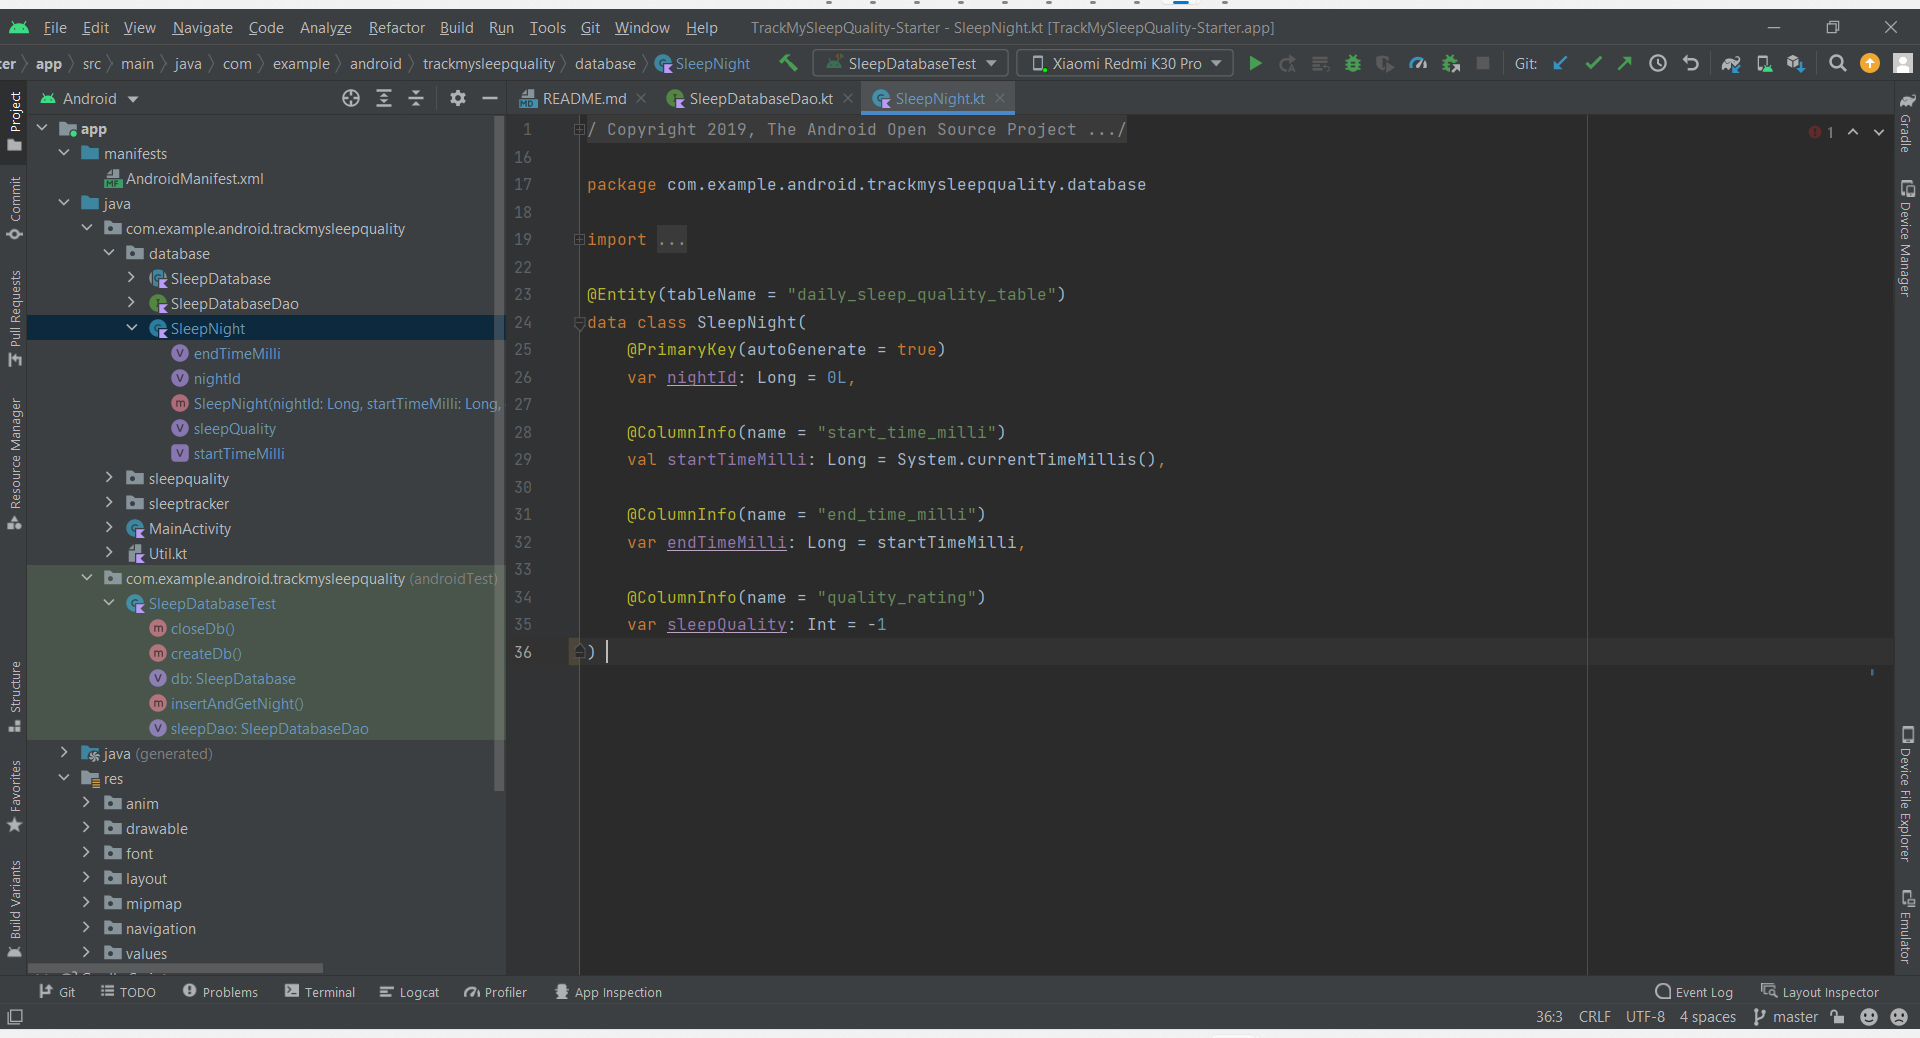 File Edit View Navigate Code Analyze Refactor Build Run Tools Git Window Help TrackMySleepQuality-Starter - SleepNight.kt [TrackMySleepQuality-Starter.app]
ter app src main java com example android trackmysleepquality database SleepNight SleepDatabaseTest Xiaomi Redmi K30 Pro Git:
Android README.md SleepDatabaseDao.kt SleepNight.kt
Project
Commit
Pull Requests
Resource Manager
Structure
Favorites
Build Variants
app
manifests
AndroidManifest.xml
java
com.example.android.trackmysleepquality
database
SleepDatabase
SleepDatabaseDao
SleepNight
endTimeMilli
nightId
SleepNight(nightId: Long, startTimeMilli: Long,
sleepQuality
startTimeMilli
sleepquality
sleeptracker
MainActivity
Util.kt
com.example.android.trackmysleepquality (androidTest)
SleepDatabaseTest
closeDb()
createDb()
db: SleepDatabase
insertAndGetNight()
sleepDao: SleepDatabaseDao
java (generated)
res
anim
drawable
font
layout
mipmap
navigation
values
1 / Copyright 2019, The Android Open Source Project .../
16
17 package com.example.android.trackmysleepquality.database
18
19 import ...
22
23 @Entity(tableName = "daily_sleep_quality_table")
24 data class SleepNight(
25 @PrimaryKey(autoGenerate = true)
26 var nightId: Long = 0L,
27
28 @ColumnInfo(name = "start_time_milli")
29 val startTimeMilli: Long = System.currentTimeMillis(),
30
31 @ColumnInfo(name = "end_time_milli")
32 var endTimeMilli: Long = startTimeMilli,
33
34 @ColumnInfo(name = "quality_rating")
35 var sleepQuality: Int = -1
36 )
1
Gradle
Device Manager
Device File Explorer
Emulator
Git TODO Problems Terminal Logcat Profiler App Inspection Event Log Layout Inspector
36:3 CRLF UTF-8 4 spaces master